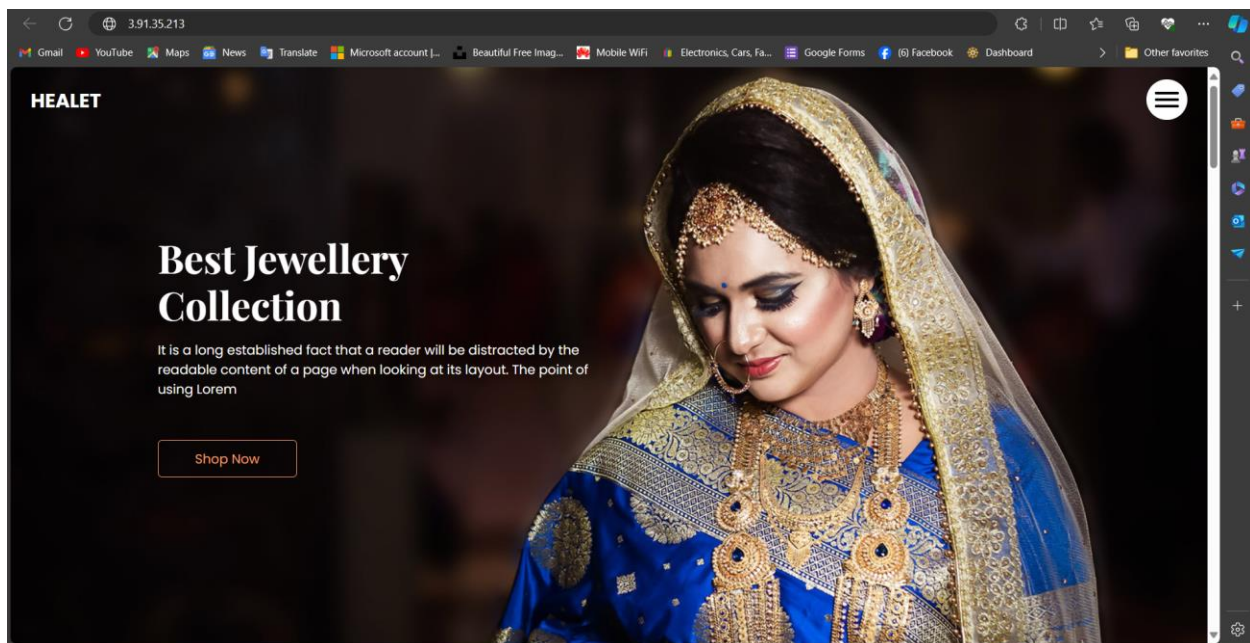 3.91.35.213
Gmail YouTube Maps News Translate Microsoft account |... Beautiful Free Imag... Mobile WiFi Electronics, Cars, Fa... Google Forms (6) Facebook Dashboard Other favorites
HEALET
Best Jewellery
Collection
It is a long established fact that a reader will be distracted by the
readable content of a page when looking at its layout. The point of
using Lorem
Shop Now